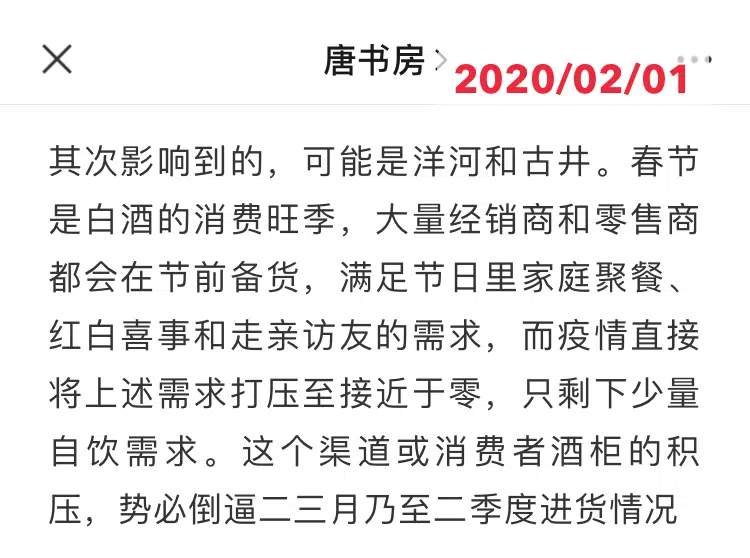 唐书房
2020/02/01
其次影响到的，可能是洋河和古井。春节
是白酒的消费旺季，大量经销商和零售商
都会在节前备货，满足节日里家庭聚餐、
红白喜事和走亲访友的需求，而疫情直接
将上述需求打压至接近于零，只剩下少量
自饮需求。这个渠道或消费者酒柜的积
压，势必倒逼二三月乃至二季度进货情况